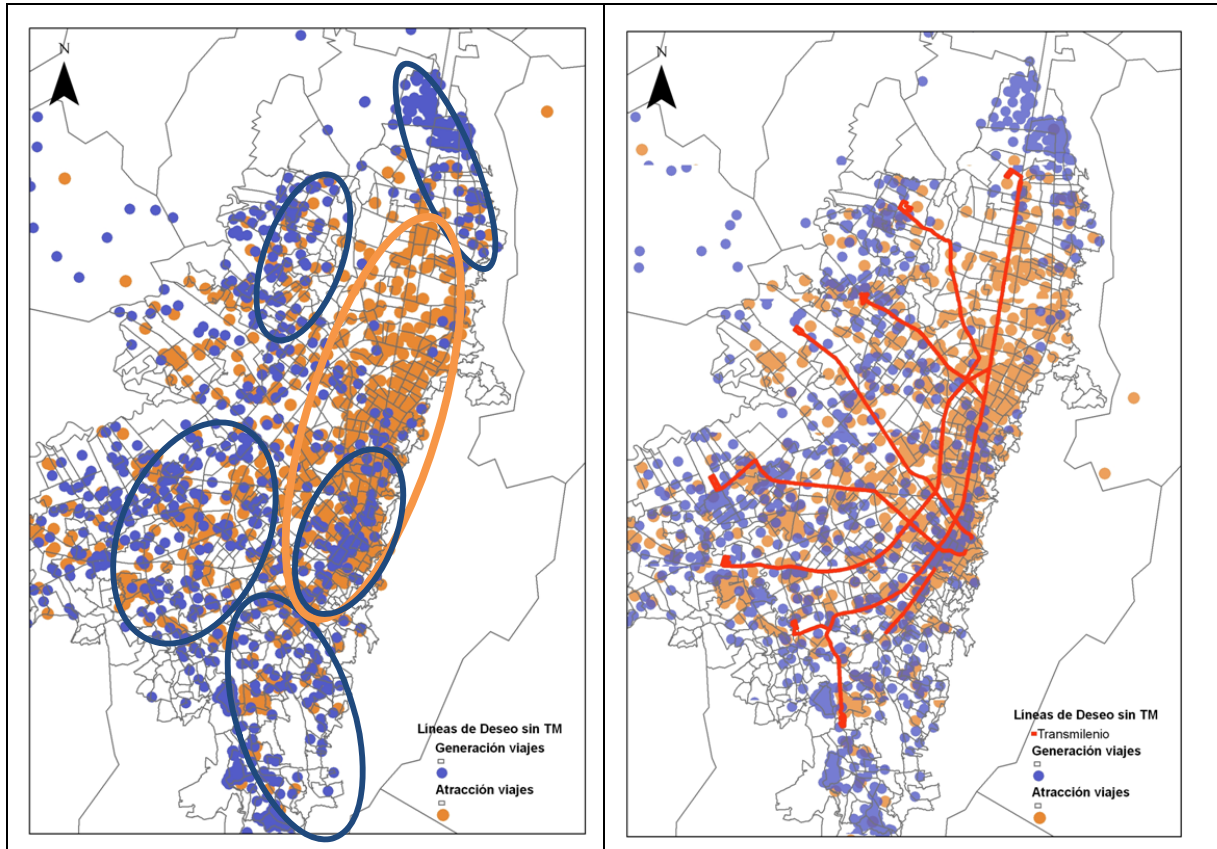 N
Líneas de Deseo sin TM
Generación viajes
Atracción viajes
N
Líneas de Deseo sin TM
Transmilenio
Generación viajes
Atracción viajes